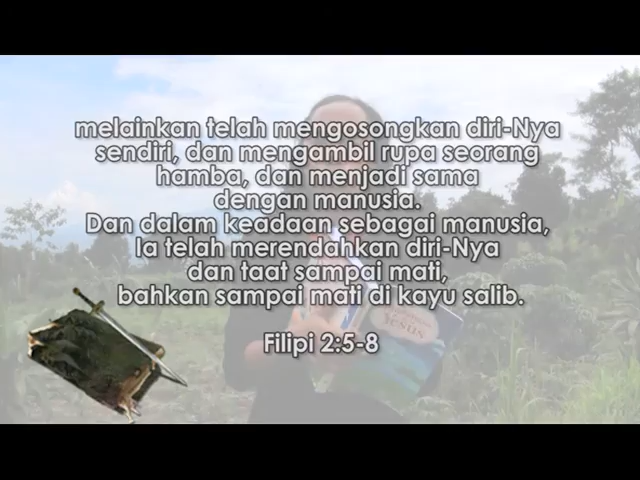 melainkan telah mengosongkan diri-Nya
sendiri, dan mengambil rupa seorang
hamba, dan menjadi sama
dengan manusia.
Dan dalam keadaan sebagai manusia,
Ia telah merendahkan diri-Nya
dan taat sampai mati,
bahkan sampai mati di kayu salib.
Filipi 2:5-8
Jesus